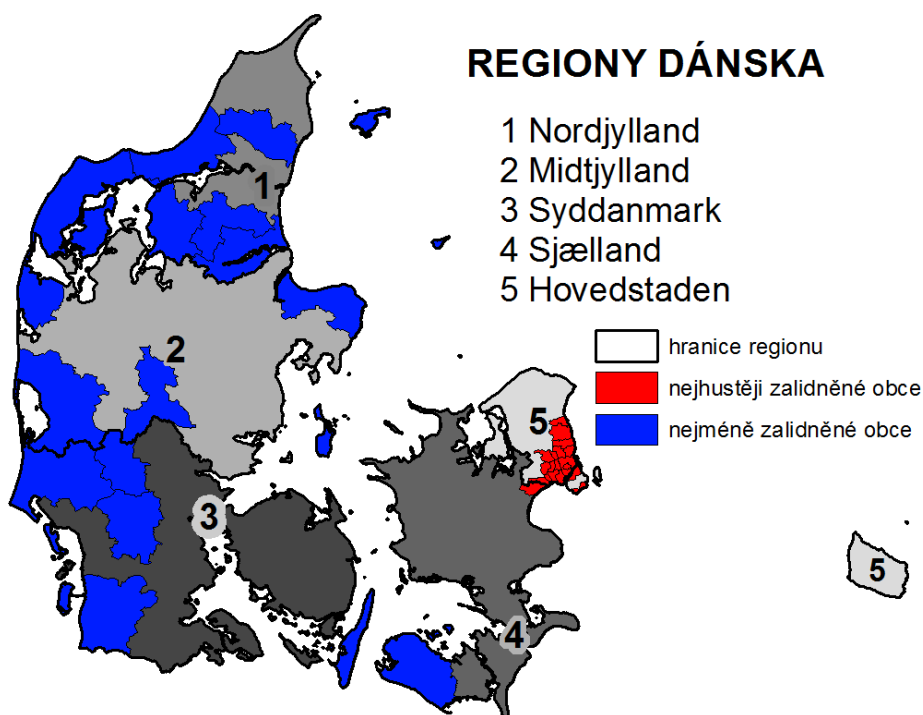 REGIONY DÁNSKA
1 Nordjylland
2 Midtjylland
3 Syddanmark
4 Sjælland
5 Hovedstaden
hranice regionu
nejhustěji zalidněné obce
nejméně zalidněné obce
1
2
5
3
5
4